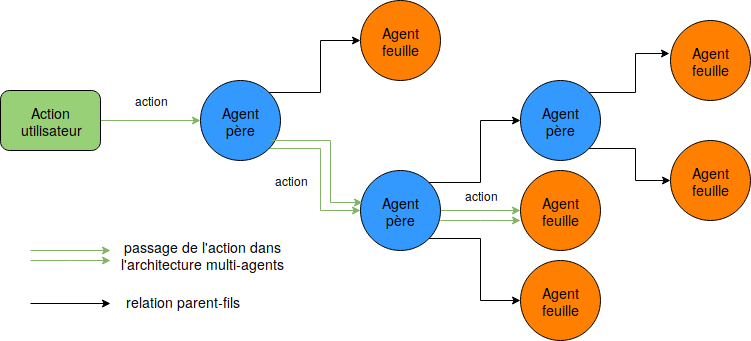 Agent
feuille
Action
utilisateur
action
Agent
père
action
Agent
père
action
Agent
père
Agent
feuille
Agent
feuille
Agent
feuille
Agent
feuille
passage de l'action dans
l'architecture multi-agents
relation parent-fils